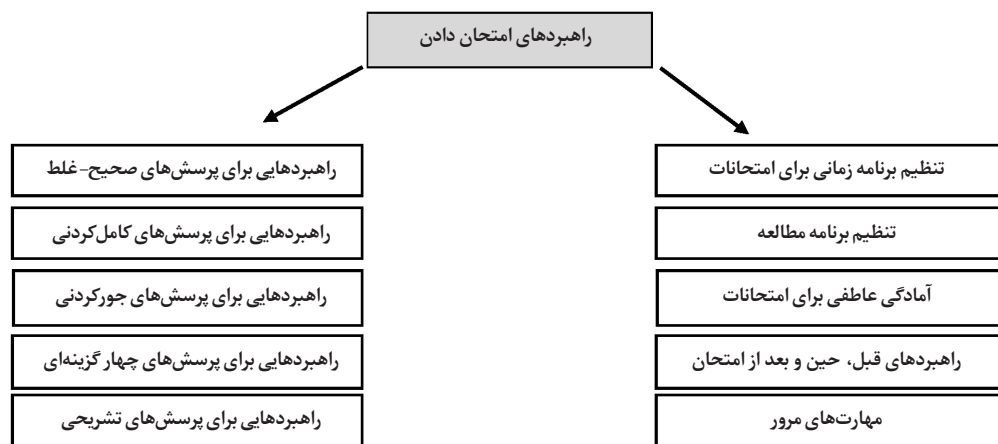 راهبردهای امتحان دادن
تنظیم برنامه زمانی برای امتحانات
تنظیم برنامه مطالعه
آمادگی عاطفی برای امتحانات
راهبردهای قبل، حین و بعد از امتحان
مهارت‌های مرور
راهبردهایی برای پرسش‌های صحیح-غلط
راهبردهایی برای پرسش‌های کامل‌کردنی
راهبردهایی برای پرسش‌های جورکردنی
راهبردهایی برای پرسش‌های چهار گزینه‌ای
راهبردهایی برای پرسش‌های تشریحی